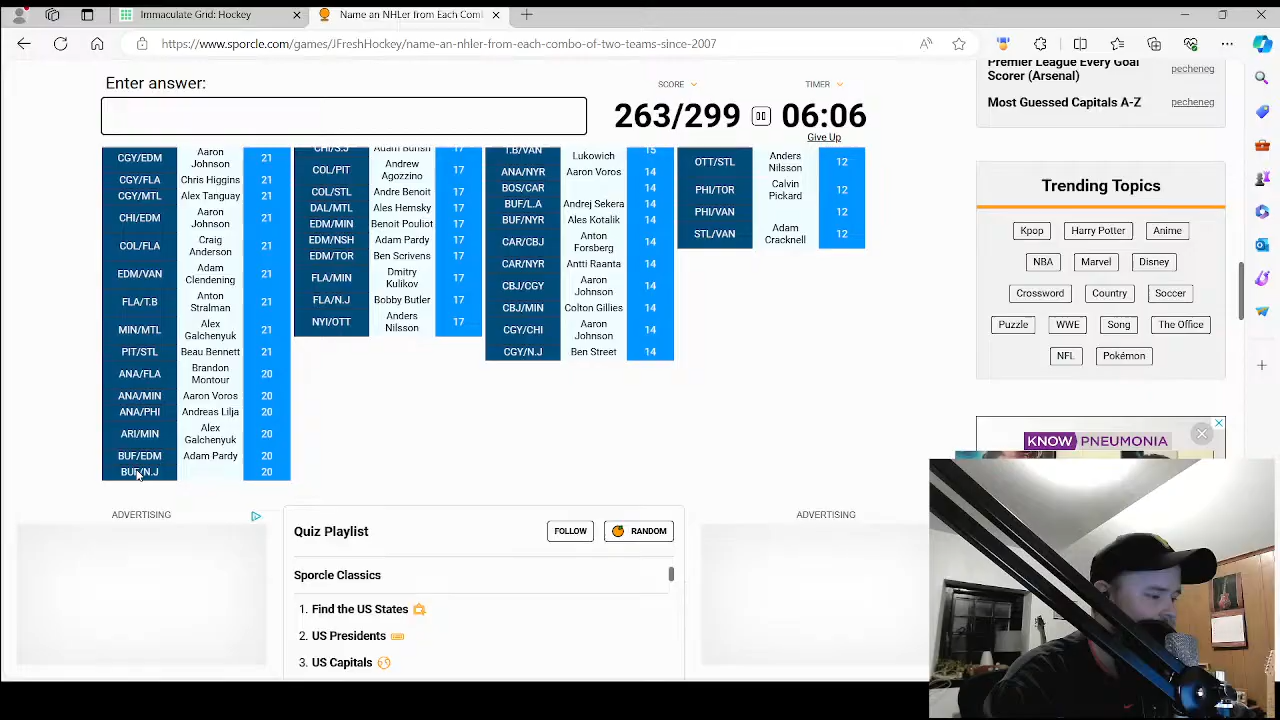 Immaculate Grid: Hockey
Name an NHLer from Each Coml
https://www.sporcle.com/games/JFreshHockey/name-an-nhler-from-each-combo-of-two-teams-since-2007
Enter answer:
SCORE
263/299
TIMER
06:06
Give Up
CGY/EDM Aaron Johnson 21
CGY/FLA Chris Higgins 21
CGY/MTL Alex Tanguay 21
CHI/EDM Aaron Johnson 21
COL/FLA Craig Anderson 21
EDM/VAN Adam Clendening 21
FLA/T.B Anton Stralman 21
MIN/MTL Alex Galchenyuk 21
PIT/STL Beau Bennett 21
ANA/FLA Brandon Montour 20
ANA/MIN Aaron Voros 20
ANA/PHI Andreas Lilja 20
ARI/MIN Alex Galchenyuk 20
BUF/EDM Adam Pardy 20
BUF/N.J 20
CHI/S.J Adam Burish 17
COL/PIT Andrew Agozzino 17
COL/STL Andre Benoit 17
DAL/MTL Ales Hemsky 17
EDM/MIN Benoit Pouliot 17
EDM/NSH Adam Pardy 17
EDM/TOR Ben Scrivens 17
FLA/MIN Dmitry Kulikov 17
FLA/N.J Bobby Butler 17
NYI/OTT Anders Nilsson 17
T.B/VAN Lukowich 15
ANA/NYR Aaron Voros 14
BOS/CAR 14
BUF/L.A Andrej Sekera 14
BUF/NYR Ales Kotalik 14
CAR/CBJ Anton Forsberg 14
CAR/NYR Antti Raanta 14
CBJ/CGY Aaron Johnson 14
CBJ/MIN Colton Gillies 14
CGY/CHI Aaron Johnson 14
CGY/N.J Ben Street 14
OTT/STL Anders Nilsson 12
PHI/TOR Calvin Pickard 12
PHI/VAN 12
STL/VAN Adam Cracknell 12
Premier League Every Goal
Scorer (Arsenal)
pecheneg
Most Guessed Capitals A-Z
pecheneg
Trending Topics
Kpop Harry Potter Anime
NBA Marvel Disney
Crossword Country Soccer
Puzzle WWE Song The Office
NFL Pokémon
KNOW PNEUMONIA
ADVERTISING
Quiz Playlist
FOLLOW
RANDOM
Sporcle Classics
1. Find the US States
2. US Presidents
3. US Capitals
ADVERTISING